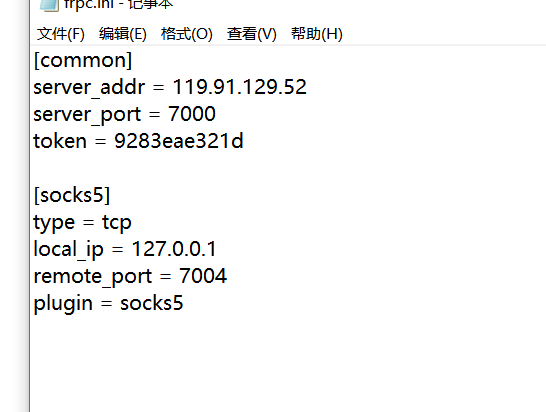 frpc.ini - 记事本
文件(F) 编辑(E) 格式(O) 查看(V) 帮助(H)
[common]
server_addr = 119.91.129.52
server_port = 7000
token = 9283eae321d
[socks5]
type = tcp
local_ip = 127.0.0.1
remote_port = 7004
plugin = socks5